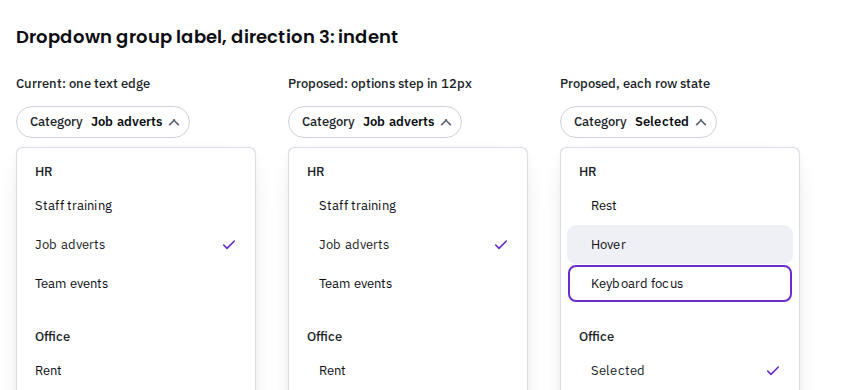 Dropdown group label, direction 3: indent
Current: one text edge
Category Job adverts
HR
Staff training
Job adverts
Team events
Office
Rent
Proposed: options step in 12px
Category Job adverts
HR
Staff training
Job adverts
Team events
Office
Rent
Proposed, each row state
Category Selected
HR
Rest
Hover
Keyboard focus
Office
Selected